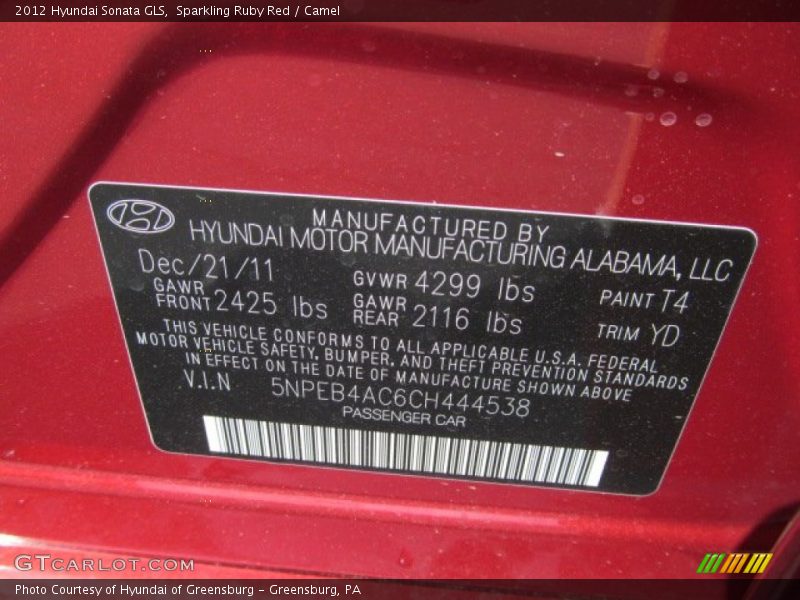 2012 Hyundai Sonata GLS, Sparkling Ruby Red / Camel
MANUFACTURED BY
HYUNDAI MOTOR MANUFACTURING ALABAMA, LLC
Dec/21/11 GVWR 4299 lbs PAINT T4
GAWR FRONT 2425 lbs GAWR REAR 2116 lbs TRIM YD
THIS VEHICLE CONFORMS TO ALL APPLICABLE U.S.A. FEDERAL
MOTOR VEHICLE SAFETY, BUMPER, AND THEFT PREVENTION STANDARDS
IN EFFECT ON THE DATE OF MANUFACTURE SHOWN ABOVE
V.I.N 5NPEB4AC6CH444538
PASSENGER CAR
GTCARLOT.COM
Photo Courtesy of Hyundai of Greensburg - Greensburg, PA